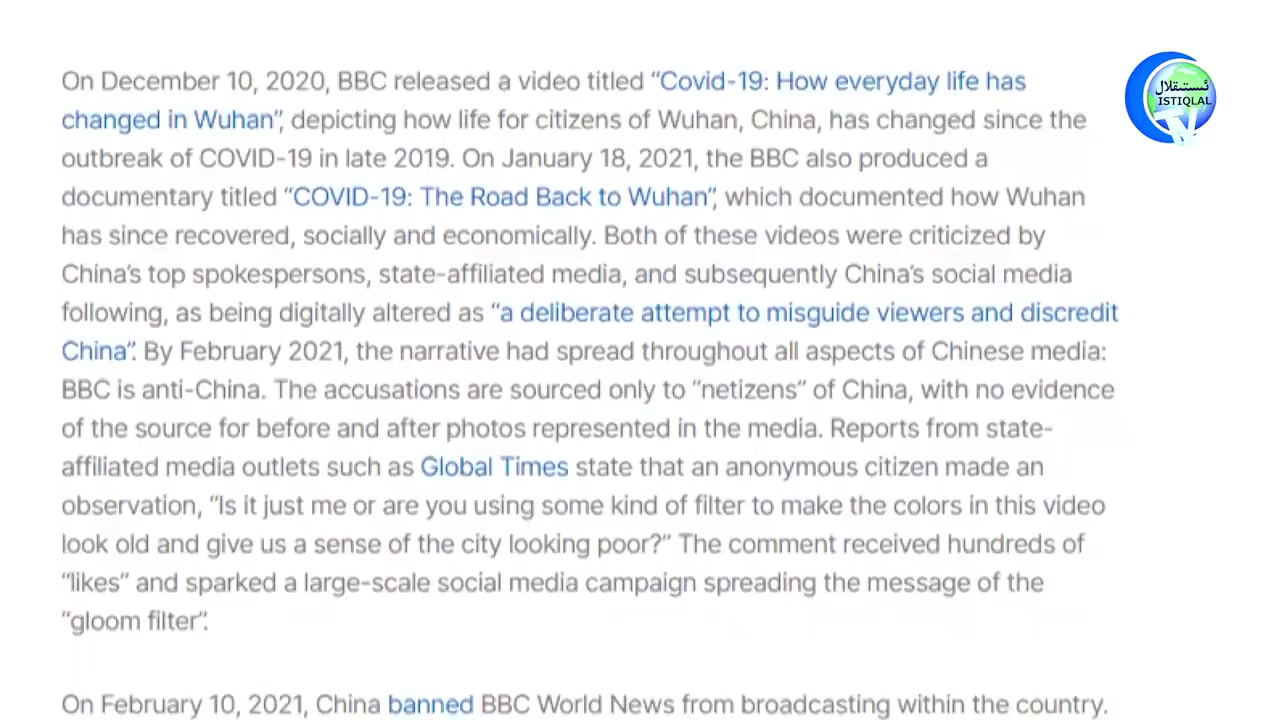 On December 10, 2020, BBC released a video titled “Covid-19: How everyday life has
changed in Wuhan”, depicting how life for citizens of Wuhan, China, has changed since the
outbreak of COVID-19 in late 2019. On January 18, 2021, the BBC also produced a
documentary titled “COVID-19: The Road Back to Wuhan”, which documented how Wuhan
has since recovered, socially and economically. Both of these videos were criticized by
China’s top spokespersons, state-affiliated media, and subsequently China’s social media
following, as being digitally altered as “a deliberate attempt to misguide viewers and discredit
China”. By February 2021, the narrative had spread throughout all aspects of Chinese media:
BBC is anti-China. The accusations are sourced only to “netizens” of China, with no evidence
of the source for before and after photos represented in the media. Reports from state-
affiliated media outlets such as Global Times state that an anonymous citizen made an
observation, “Is it just me or are you using some kind of filter to make the colors in this video
look old and give us a sense of the city looking poor?” The comment received hundreds of
“likes” and sparked a large-scale social media campaign spreading the message of the
“gloom filter”.
On February 10, 2021, China banned BBC World News from broadcasting within the country.
ئىستىقلال
ISTIQLAL
TV